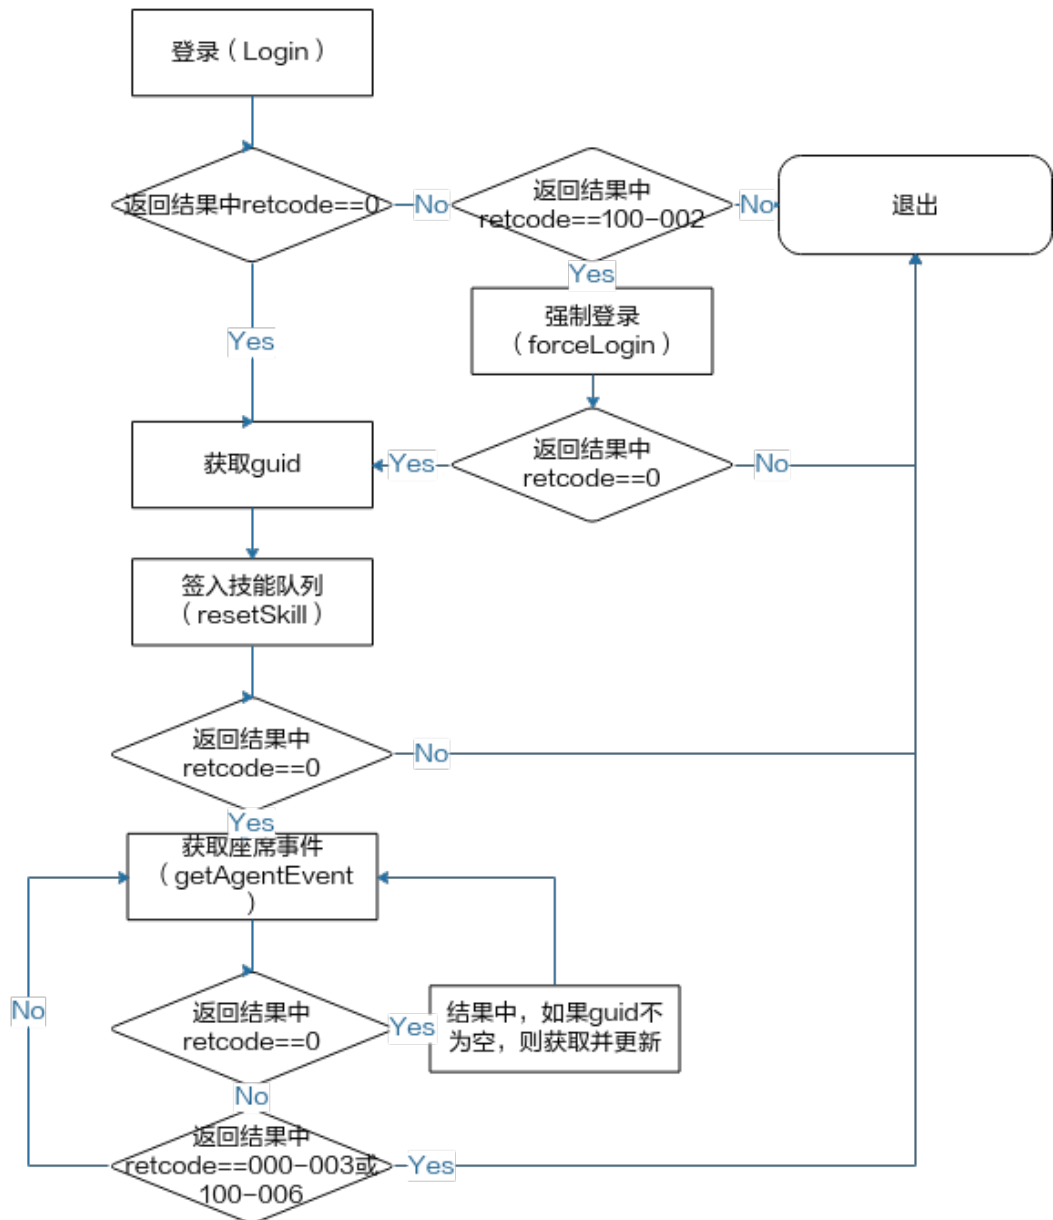 登录（Login）
返回结果中retcode==0
No
返回结果中
retcode==100-002
No
退出
Yes
强制登录
（forceLogin）
Yes
获取guid
Yes
返回结果中
retcode==0
No
签入技能队列
（resetSkill）
返回结果中
retcode==0
No
Yes
获取座席事件
（getAgentEvent
）
No
返回结果中
retcode==0
Yes
结果中，如果guid不
为空，则获取并更新
No
返回结果中
retcode==000-003或
100-006
Yes